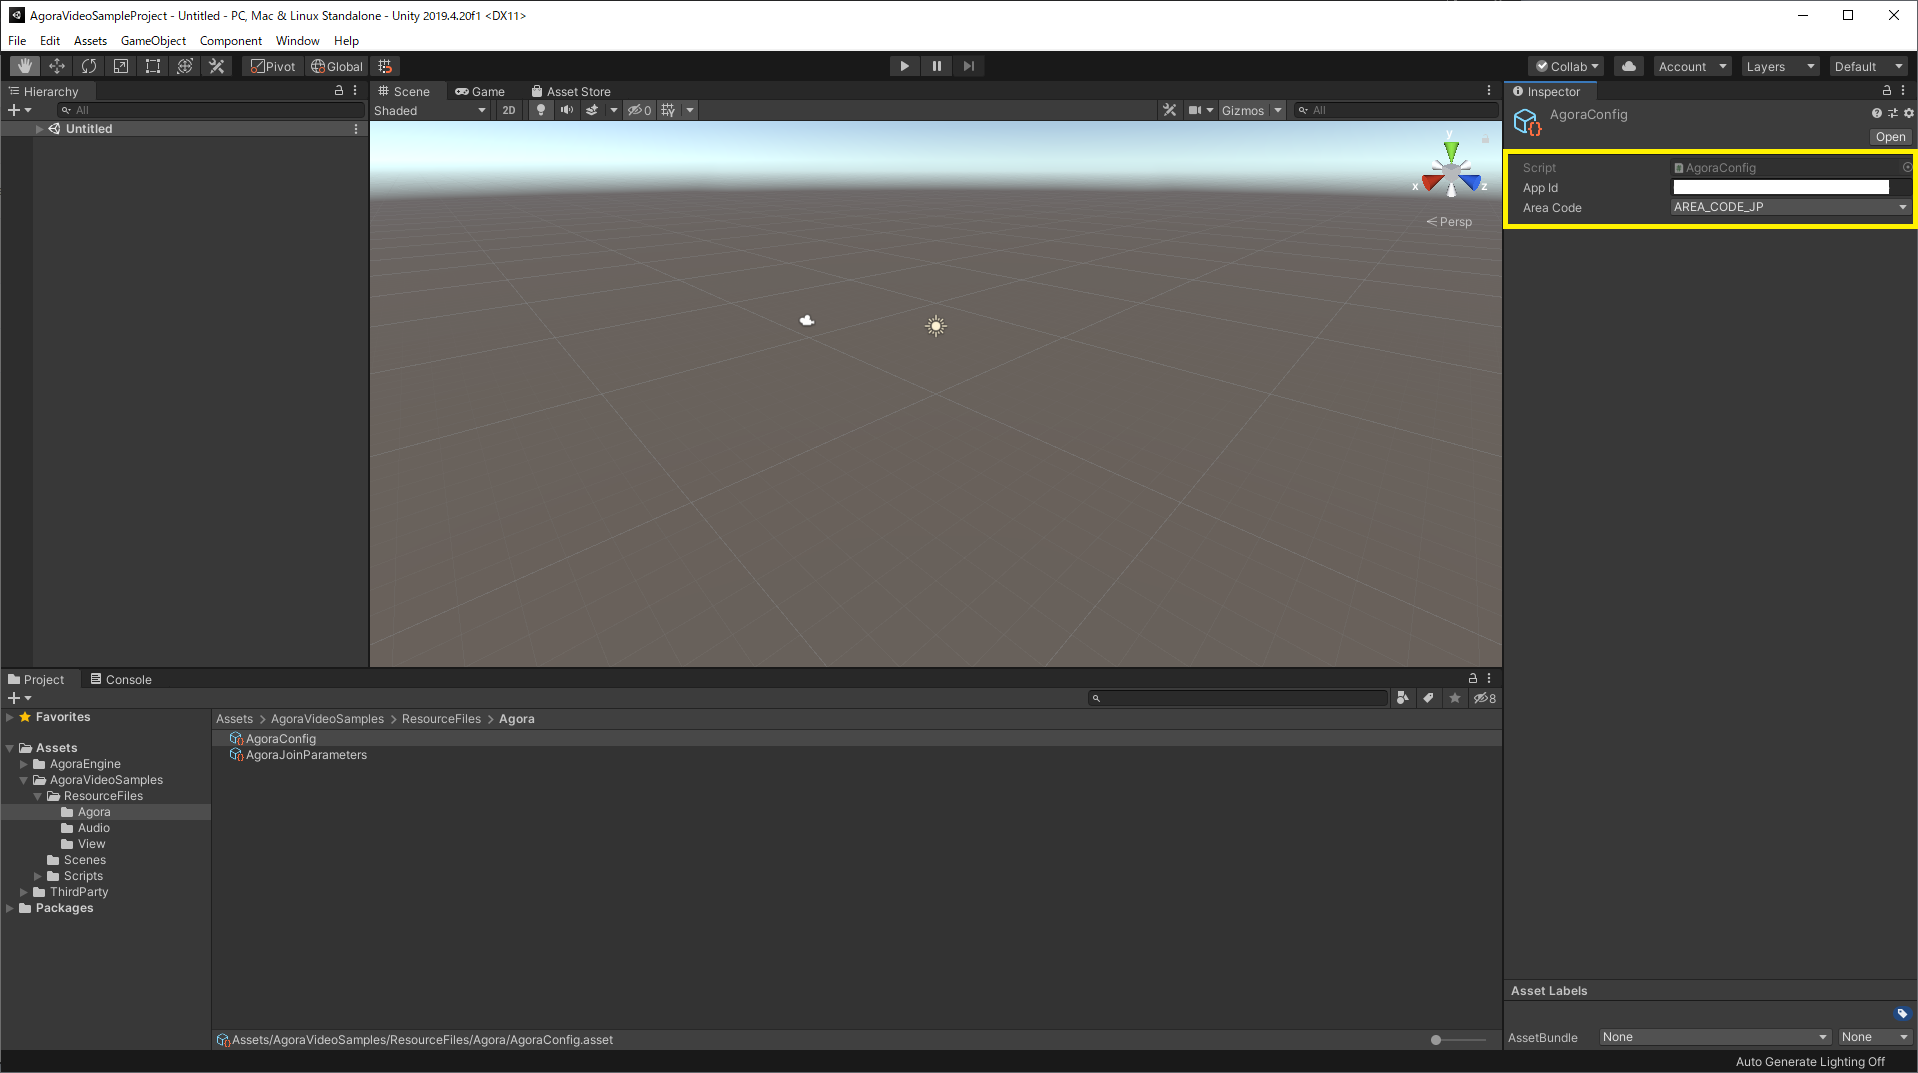 AgoraVideoSampleProject - Untitled - PC, Mac & Linux Standalone - Unity 2019.4.20f1 <DX11>
File Edit Assets GameObject Component Window Help
Pivot Global Collab Account Layers Default
Hierarchy
All
Untitled
Scene Game Asset Store
Shaded 2D 0 Gizmos All
y
x z
Persp
Inspector
AgoraConfig
Open
Script AgoraConfig
App Id
Area Code AREA_CODE_JP
Project Console
8
Favorites
Assets
AgoraEngine
AgoraVideoSamples
ResourceFiles
Agora
Audio
View
Scenes
Scripts
ThirdParty
Packages
Assets > AgoraVideoSamples > ResourceFiles > Agora
AgoraConfig
AgoraJoinParameters
Assets/AgoraVideoSamples/ResourceFiles/Agora/AgoraConfig.asset
Asset Labels
AssetBundle None None
Auto Generate Lighting Off